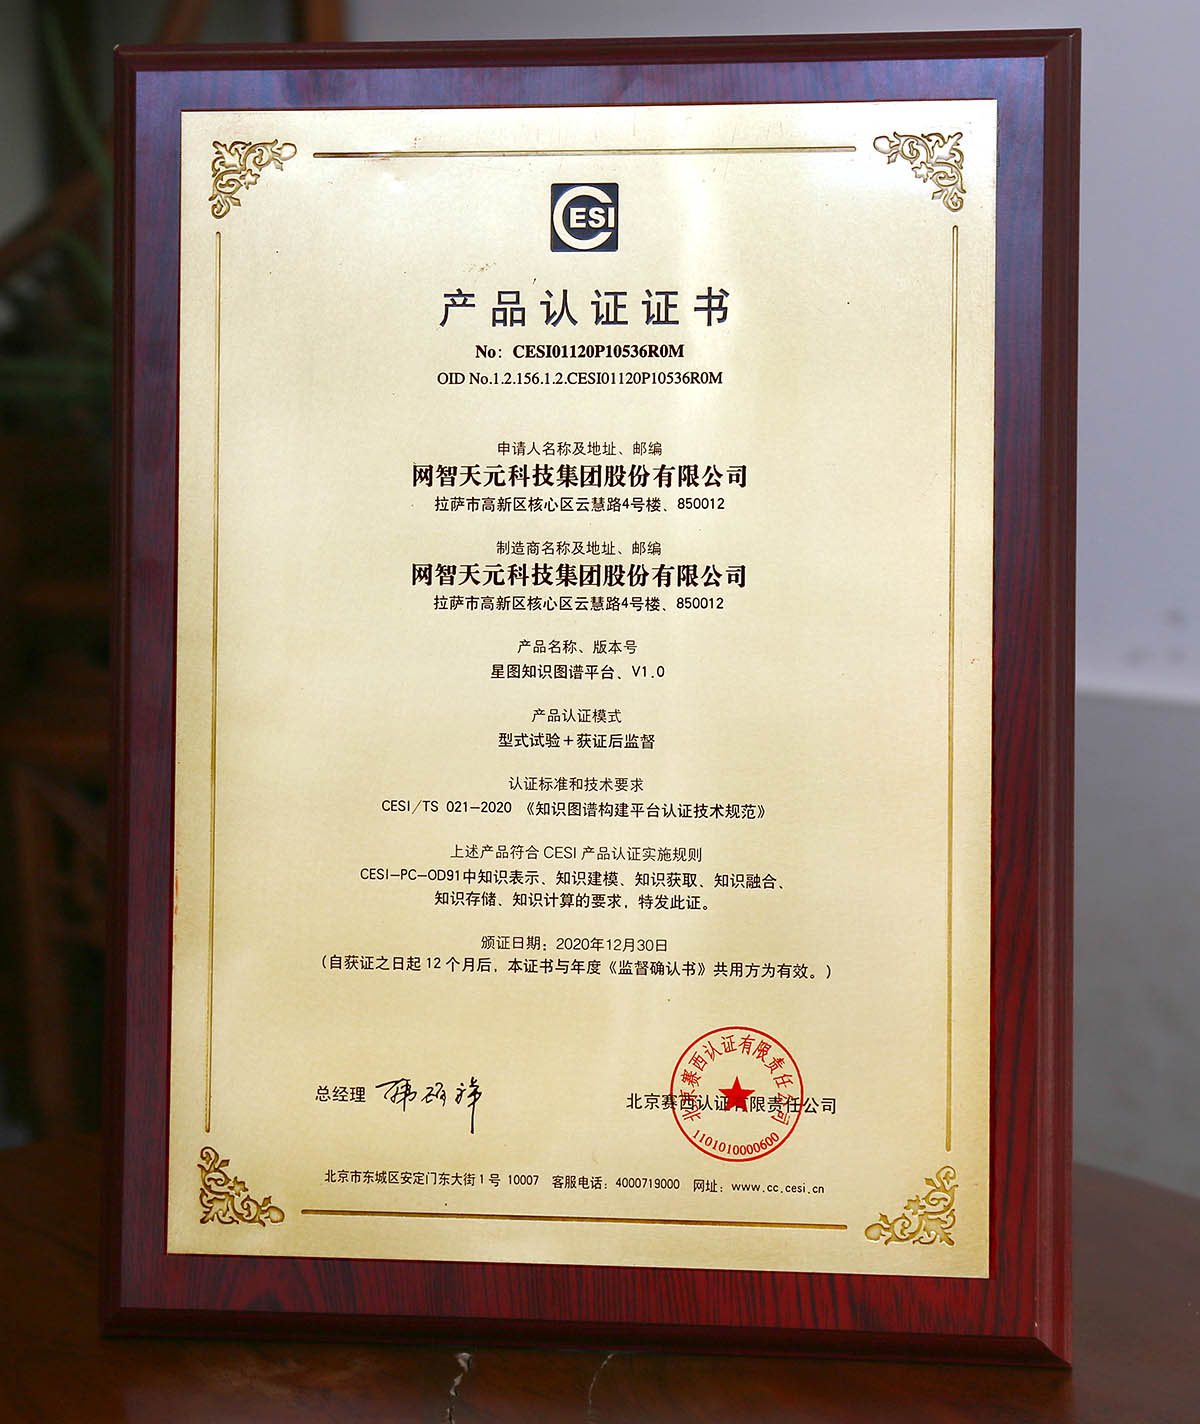 CESI
产品认证证书
No：CESI01120P10536R0M
OID No.1.2.156.1.2.CESI01120P10536R0M
申请人名称及地址、邮编
网智天元科技集团股份有限公司
拉萨市高新区核心区云慧路4号楼、850012
制造商名称及地址、邮编
网智天元科技集团股份有限公司
拉萨市高新区核心区云慧路4号楼、850012
产品名称、版本号
星图知识图谱平台、V1.0
产品认证模式
型式试验＋获证后监督
认证标准和技术要求
CESI/TS 021-2020 《知识图谱构建平台认证技术规范》
上述产品符合CESI产品认证实施规则
CESI-PC-OD91中知识表示、知识建模、知识获取、知识融合、
知识存储、知识计算的要求，特发此证。
颁证日期：2020年12月30日
（自获证之日起12个月后，本证书与年度《监督确认书》共用方为有效。）
总经理
北京赛西认证有限责任公司
北京赛西认证有限责任公司
1101010000600
北京市东城区安定门东大街1号 10007 客服电话：4000719000 网址：www.cc.cesi.cn